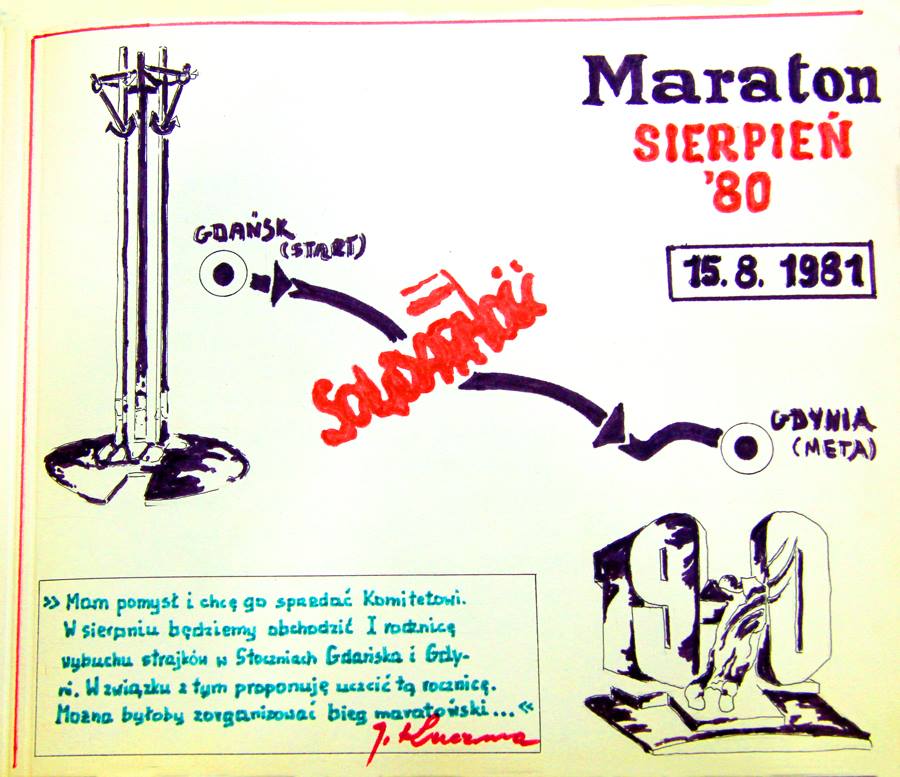 Maraton
SIERPIEŃ
'80
15.8. 1981
GDAŃSK
(START)
SOLIDARNOŚĆ
GDYNIA
(META)
1970
» Mam pomysł i chcę go sprzedać Komitetowi.
W sierpniu będziemy obchodzić I rocznicę
wybuchu strajków w Stoczniach Gdańska i Gdy-
ni. W związku z tym proponuję uczcić tą rocznicę.
Można byłoby zorganizować bieg maratoński... «